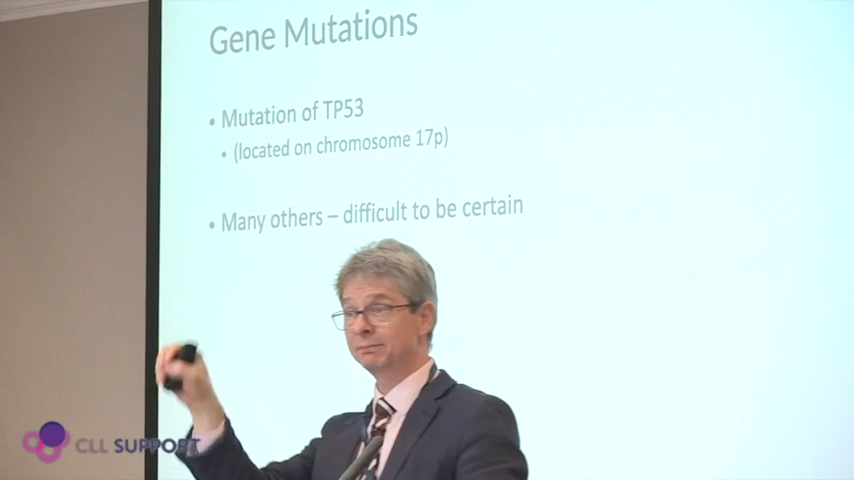 Gene Mutations
• Mutation of TP53
• (located on chromosome 17p)
• Many others – difficult to be certain
CLL SUPPORT